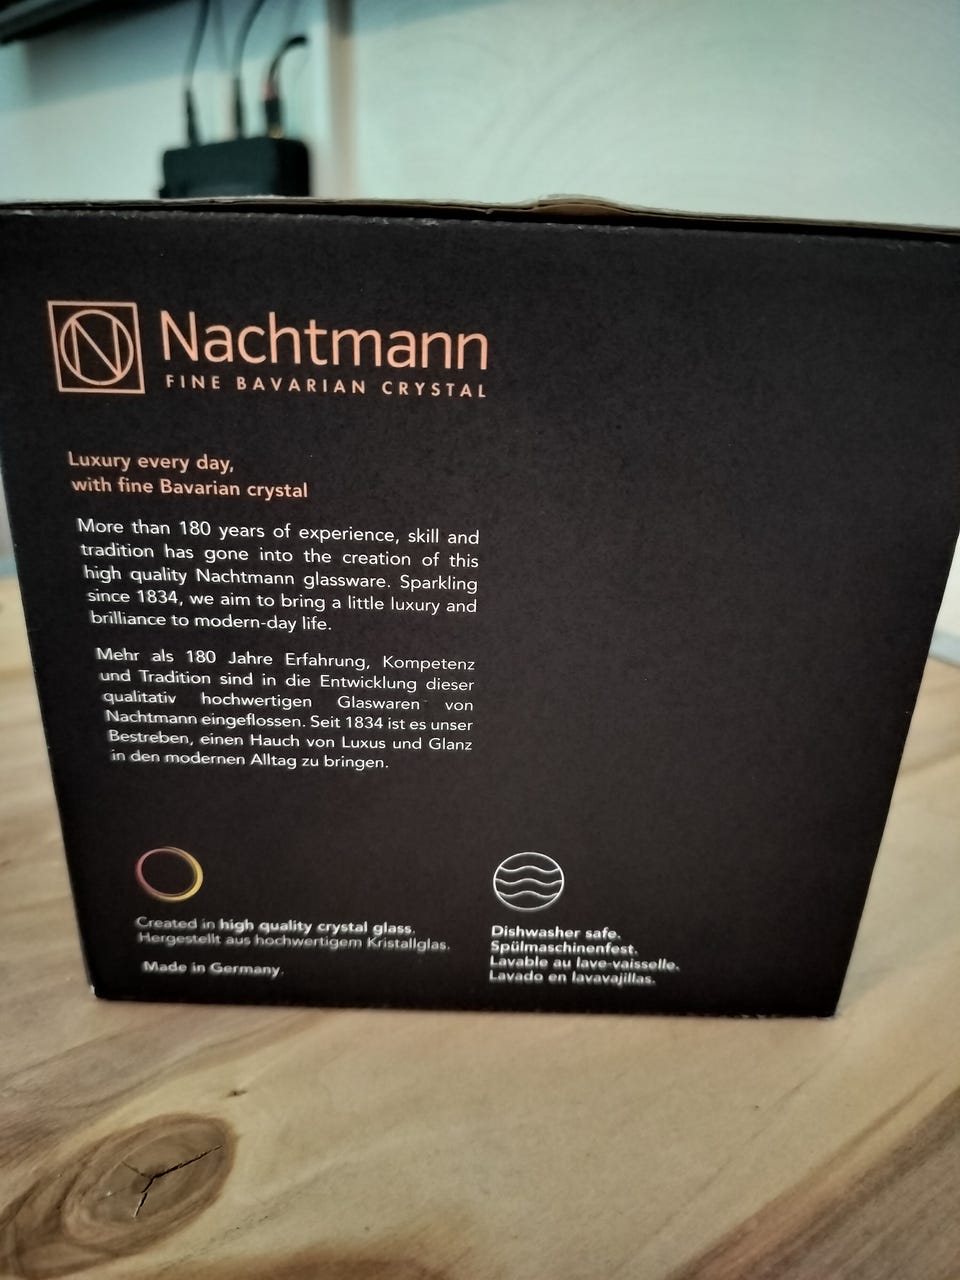 Nachtmann
FINE BAVARIAN CRYSTAL
Luxury every day,
with fine Bavarian crystal
More than 180 years of experience, skill and
tradition has gone into the creation of this
high quality Nachtmann glassware. Sparkling
since 1834, we aim to bring a little luxury and
brilliance to modern-day life.
Mehr als 180 Jahre Erfahrung, Kompetenz
und Tradition sind in die Entwicklung dieser
qualitativ hochwertigen Glaswaren von
Nachtmann eingeflossen. Seit 1834 ist es unser
Bestreben, einen Hauch von Luxus und Glanz
in den modernen Alltag zu bringen.
Created in high quality crystal glass.
Hergestellt aus hochwertigem Kristallglas.
Made in Germany.
Dishwasher safe.
Spülmaschinenfest.
Lavable au lave-vaisselle.
Lavado en lavavajillas.